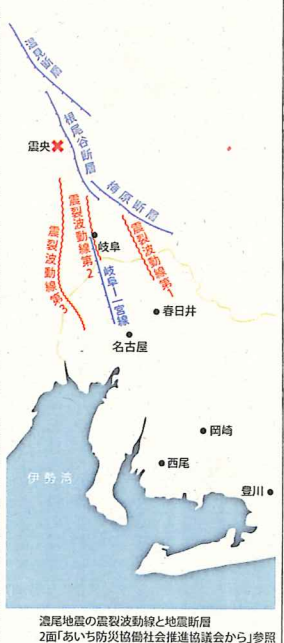 温見断層
根尾谷断層
震央
梅原断層
震裂波動線第1
震裂波動線第2
震裂波動線第3
岐阜
岐阜ー一宮線
春日井
名古屋
岡崎
西尾
伊勢湾
豊川
濃尾地震の震裂波動線と地震断層
2面「あいち防災協働社会推進協議会から」参照